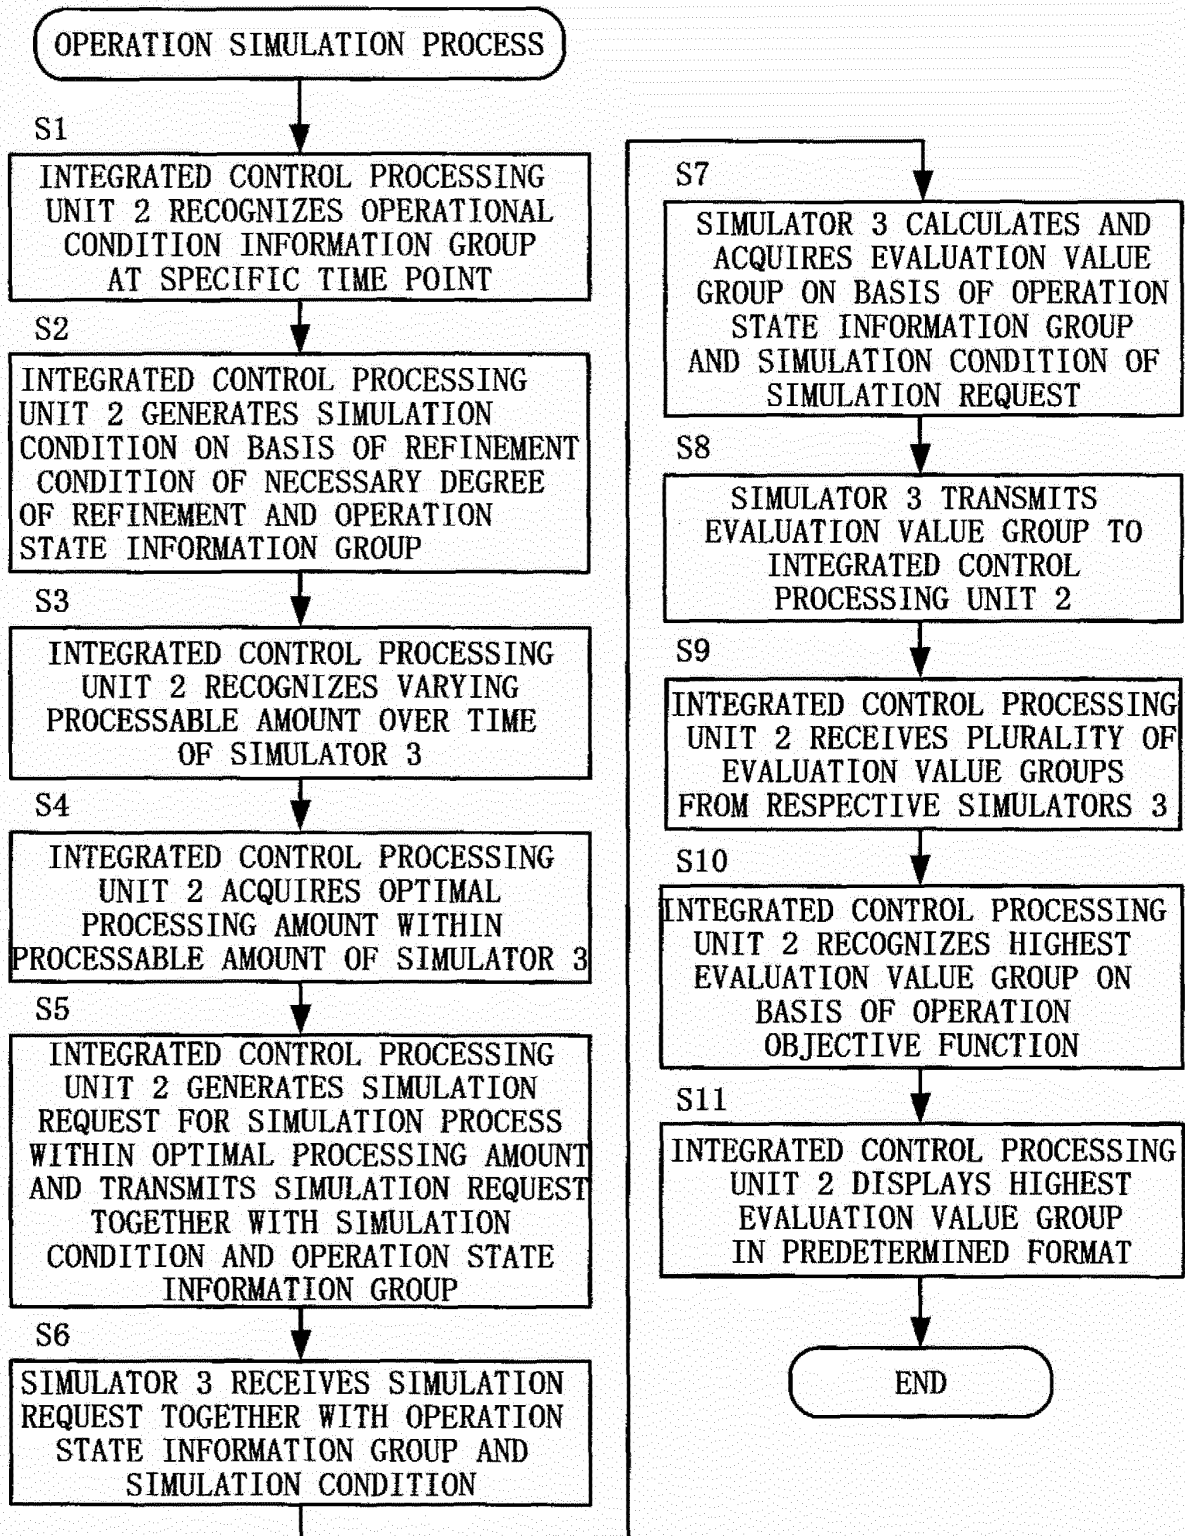 OPERATION SIMULATION PROCESS
S1
INTEGRATED CONTROL PROCESSING
UNIT 2 RECOGNIZES OPERATIONAL
CONDITION INFORMATION GROUP
AT SPECIFIC TIME POINT
S2
INTEGRATED CONTROL PROCESSING
UNIT 2 GENERATES SIMULATION
CONDITION ON BASIS OF REFINEMENT
CONDITION OF NECESSARY DEGREE
OF REFINEMENT AND OPERATION
STATE INFORMATION GROUP
S3
INTEGRATED CONTROL PROCESSING
UNIT 2 RECOGNIZES VARYING
PROCESSABLE AMOUNT OVER TIME
OF SIMULATOR 3
S4
INTEGRATED CONTROL PROCESSING
UNIT 2 ACQUIRES OPTIMAL
PROCESSING AMOUNT WITHIN
PROCESSABLE AMOUNT OF SIMULATOR 3
S5
INTEGRATED CONTROL PROCESSING
UNIT 2 GENERATES SIMULATION
REQUEST FOR SIMULATION PROCESS
WITHIN OPTIMAL PROCESSING AMOUNT
AND TRANSMITS SIMULATION REQUEST
TOGETHER WITH SIMULATION
CONDITION AND OPERATION STATE
INFORMATION GROUP
S6
SIMULATOR 3 RECEIVES SIMULATION
REQUEST TOGETHER WITH OPERATION
STATE INFORMATION GROUP AND
SIMULATION CONDITION
S7
SIMULATOR 3 CALCULATES AND
ACQUIRES EVALUATION VALUE
GROUP ON BASIS OF OPERATION
STATE INFORMATION GROUP
AND SIMULATION CONDITION OF
SIMULATION REQUEST
S8
SIMULATOR 3 TRANSMITS
EVALUATION VALUE GROUP TO
INTEGRATED CONTROL
PROCESSING UNIT 2
S9
INTEGRATED CONTROL PROCESSING
UNIT 2 RECEIVES PLURALITY OF
EVALUATION VALUE GROUPS
FROM RESPECTIVE SIMULATORS 3
S10
INTEGRATED CONTROL PROCESSING
UNIT 2 RECOGNIZES HIGHEST
EVALUATION VALUE GROUP ON
BASIS OF OPERATION
OBJECTIVE FUNCTION
S11
INTEGRATED CONTROL PROCESSING
UNIT 2 DISPLAYS HIGHEST
EVALUATION VALUE GROUP
IN PREDETERMINED FORMAT
END